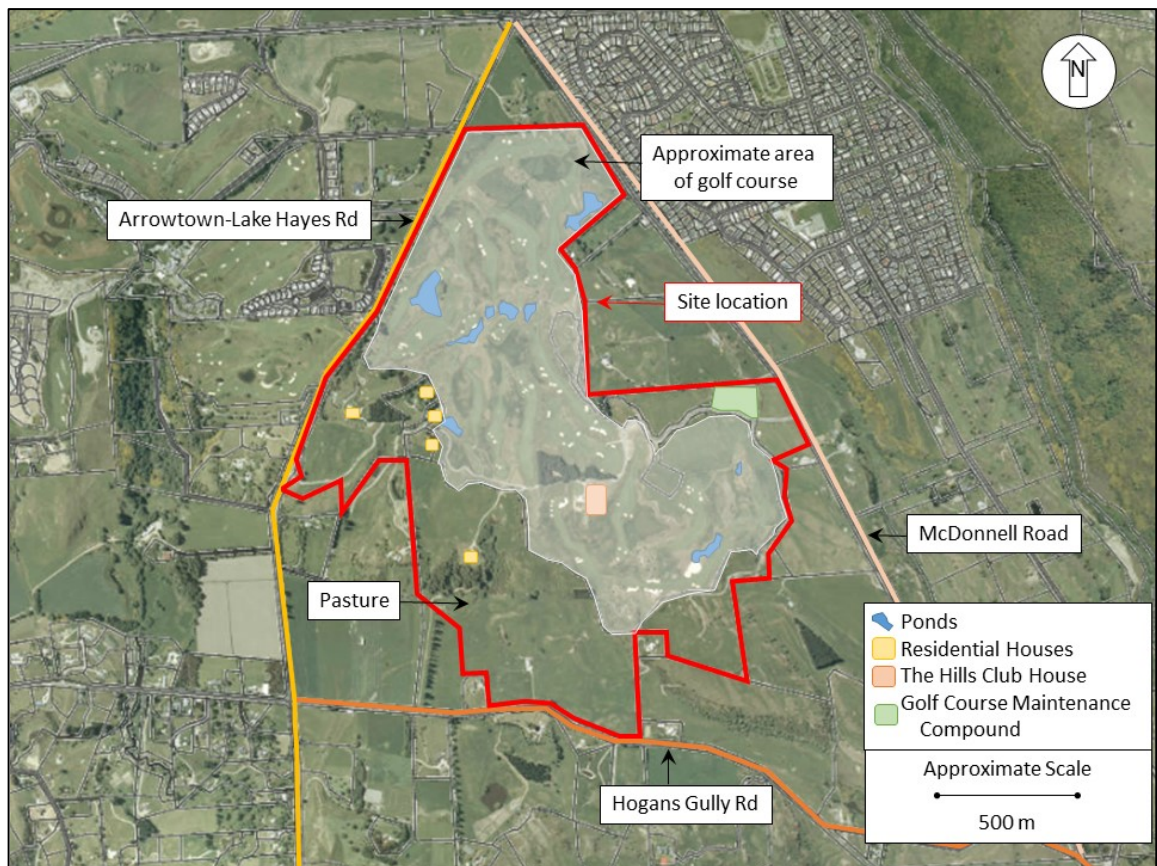 N
Approximate area
of golf course
Arrowtown-Lake Hayes Rd
Site location
McDonnell Road
Pasture
Ponds
Residential Houses
The Hills Club House
Golf Course Maintenance
Compound
Approximate Scale
500 m
Hogans Gully Rd